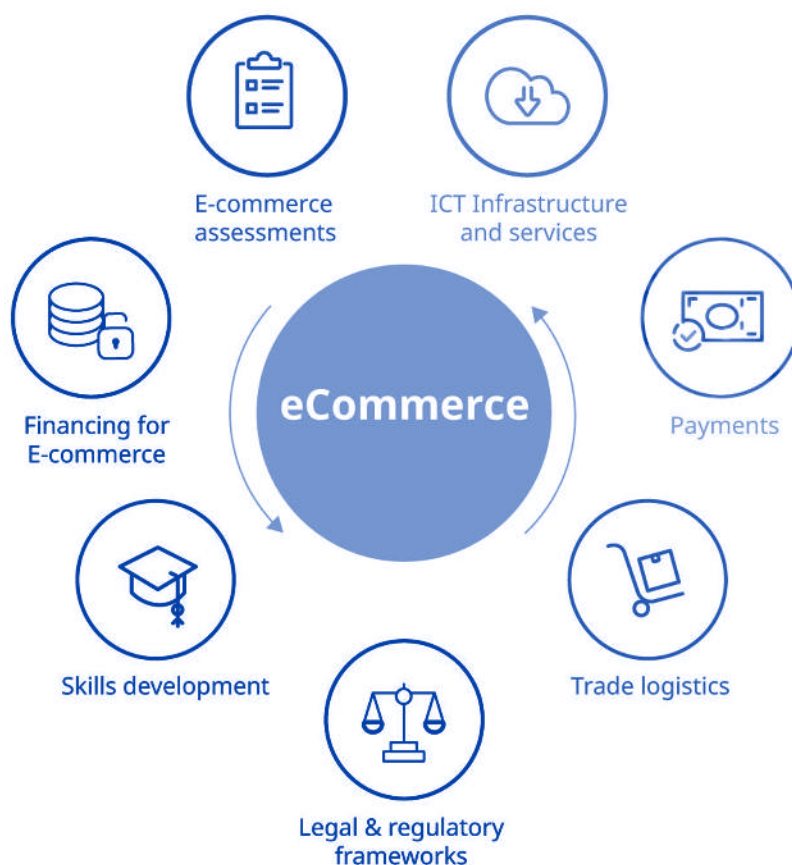 E-commerce
assessments
ICT Infrastructure
and services
Financing for
E-commerce
eCommerce
Payments
Skills development
Trade logistics
Legal & regulatory
frameworks